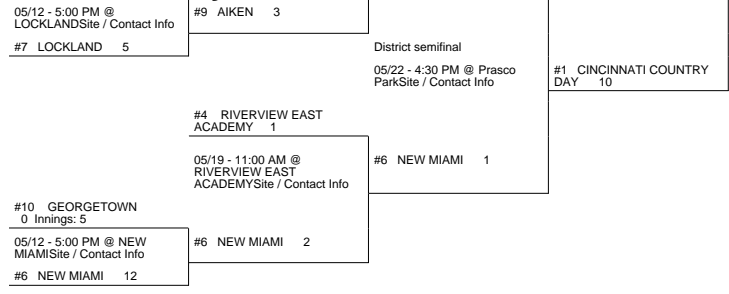 05/12 - 5:00 PM @
LOCKLANDSite / Contact Info
#7 LOCKLAND 5
#9 AIKEN 3
District semifinal
05/22 - 4:30 PM @ Prasco
ParkSite / Contact Info
#1 CINCINNATI COUNTRY
DAY 10
#4 RIVERVIEW EAST
ACADEMY 1
05/19 - 11:00 AM @
RIVERVIEW EAST
ACADEMYSite / Contact Info
#6 NEW MIAMI 1
#10 GEORGETOWN
0 Innings: 5
05/12 - 5:00 PM @ NEW
MIAMISite / Contact Info
#6 NEW MIAMI 12
#6 NEW MIAMI 2